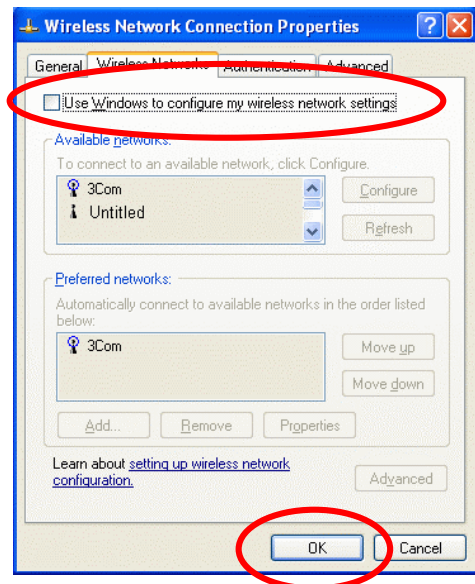 Wireless Network Connection Properties
General Wireless Networks Authentication Advanced
Use Windows to configure my wireless network settings
Available networks:
To connect to an available network, click Configure.
3Com
Untitled
Configure
Refresh
Preferred networks:
Automatically connect to available networks in the order listed
below:
3Com
Move up
Move down
Add... Remove Properties
Learn about setting up wireless network
configuration.
Advanced
OK Cancel